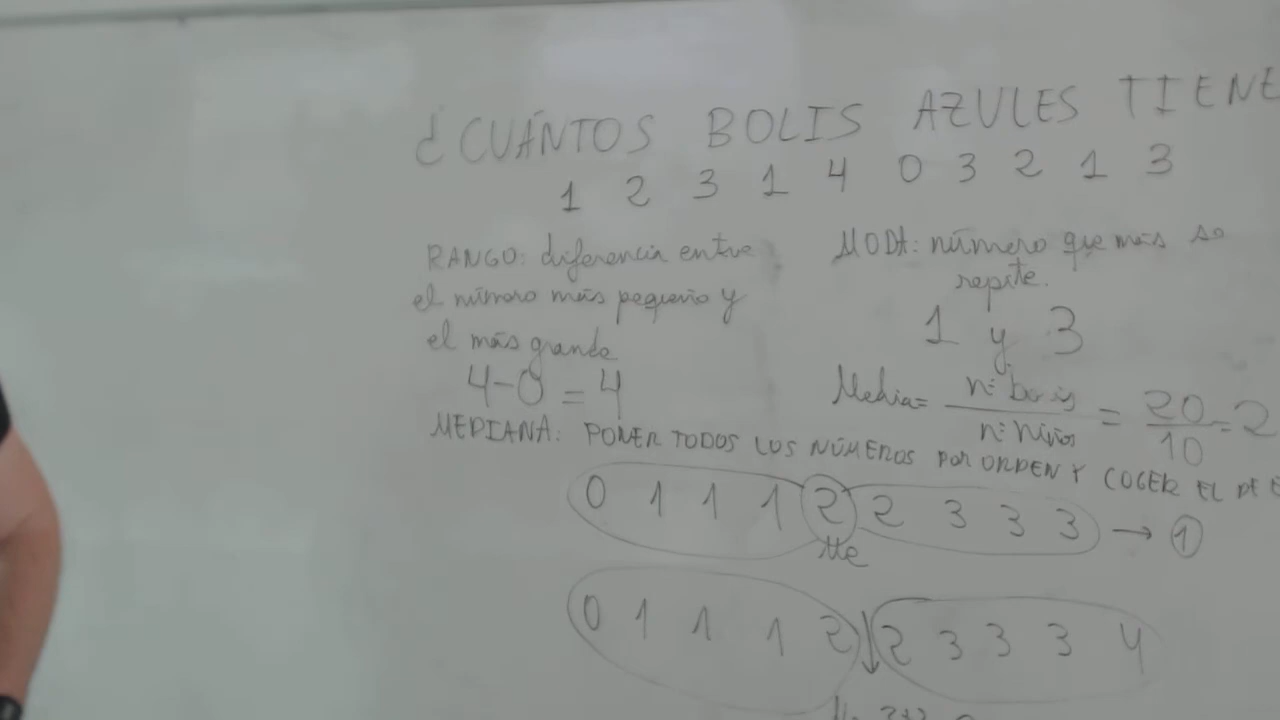 ¿CUÁNTOS BOLIS AZULES TIENE
1 2 3 1 4 0 3 2 1 3
RANGO: diferencia entre
el número más pequeño y
el más grande
4-0 = 4
MODA: número que más se
repite.
1 y 3
Media = nº bolis / nº niños = 20/10 = 2
MEDIANA: PONER TODOS LOS NÚMEROS POR ORDEN Y COGER EL DE
0 1 1 1 2 2 3 3 3 → 1
Me
0 1 1 1 2 ↓ 2 3 3 3 4